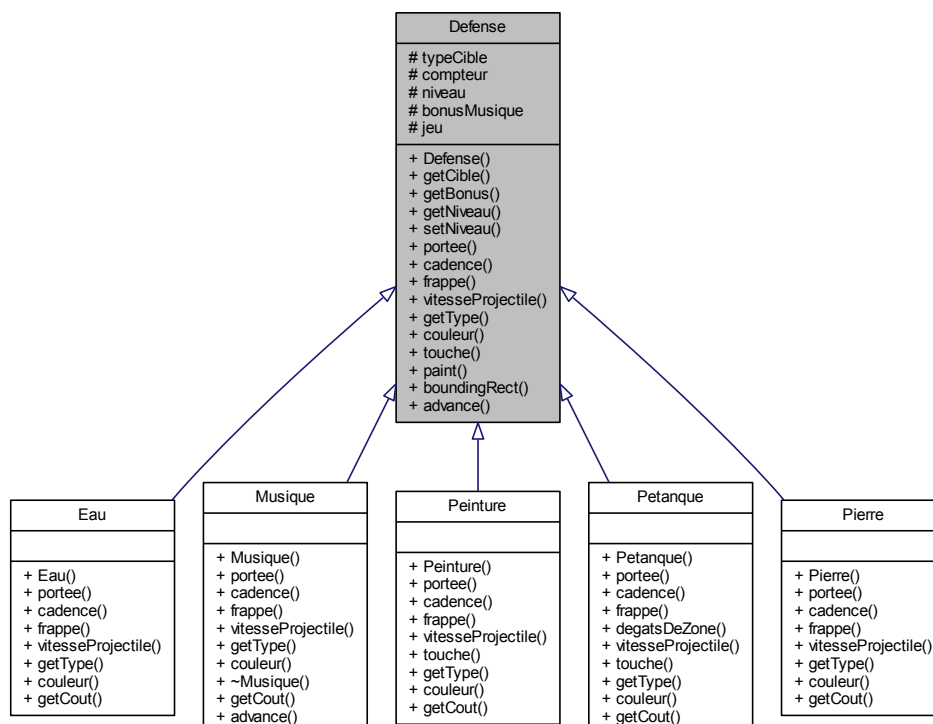 Defense
# typeCible
# compteur
# niveau
# bonusMusique
# jeu
+ Defense()
+ getCible()
+ getBonus()
+ getNiveau()
+ setNiveau()
+ portee()
+ cadence()
+ frappe()
+ vitesseProjectile()
+ getType()
+ couleur()
+ touche()
+ paint()
+ boundingRect()
+ advance()
Eau
+ Eau()
+ portee()
+ cadence()
+ frappe()
+ vitesseProjectile()
+ getType()
+ couleur()
+ getCout()
Musique
+ Musique()
+ portee()
+ cadence()
+ frappe()
+ vitesseProjectile()
+ getType()
+ couleur()
+ ~Musique()
+ getCout()
+ advance()
Peinture
+ Peinture()
+ portee()
+ cadence()
+ frappe()
+ vitesseProjectile()
+ touche()
+ getType()
+ couleur()
+ getCout()
Petanque
+ Petanque()
+ portee()
+ cadence()
+ frappe()
+ degatsDeZone()
+ vitesseProjectile()
+ touche()
+ getType()
+ couleur()
+ getCout()
Pierre
+ Pierre()
+ portee()
+ cadence()
+ frappe()
+ vitesseProjectile()
+ getType()
+ couleur()
+ getCout()